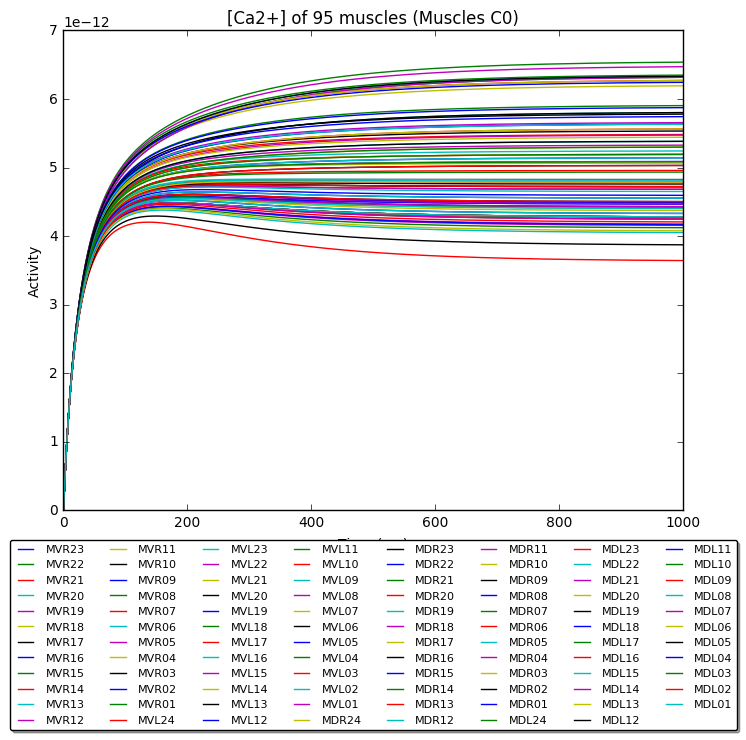 [Ca2+] of 95 muscles (Muscles C0)
1e−12
7
6
5
4
3
2
1
0
Activity
0 200 400 600 800 1000
MVR23 MVR11 MVL23 MVL11 MDR23 MDR11 MDL23 MDL11
MVR22 MVR10 MVL22 MVL10 MDR22 MDR10 MDL22 MDL10
MVR21 MVR09 MVL21 MVL09 MDR21 MDR09 MDL21 MDL09
MVR20 MVR08 MVL20 MVL08 MDR20 MDR08 MDL20 MDL08
MVR19 MVR07 MVL19 MVL07 MDR19 MDR07 MDL19 MDL07
MVR18 MVR06 MVL18 MVL06 MDR18 MDR06 MDL18 MDL06
MVR17 MVR05 MVL17 MVL05 MDR17 MDR05 MDL17 MDL05
MVR16 MVR04 MVL16 MVL04 MDR16 MDR04 MDL16 MDL04
MVR15 MVR03 MVL15 MVL03 MDR15 MDR03 MDL15 MDL03
MVR14 MVR02 MVL14 MVL02 MDR14 MDR02 MDL14 MDL02
MVR13 MVR01 MVL13 MVL01 MDR13 MDR01 MDL13 MDL01
MVR12 MVL24 MVL12 MDR24 MDR12 MDL24 MDL12